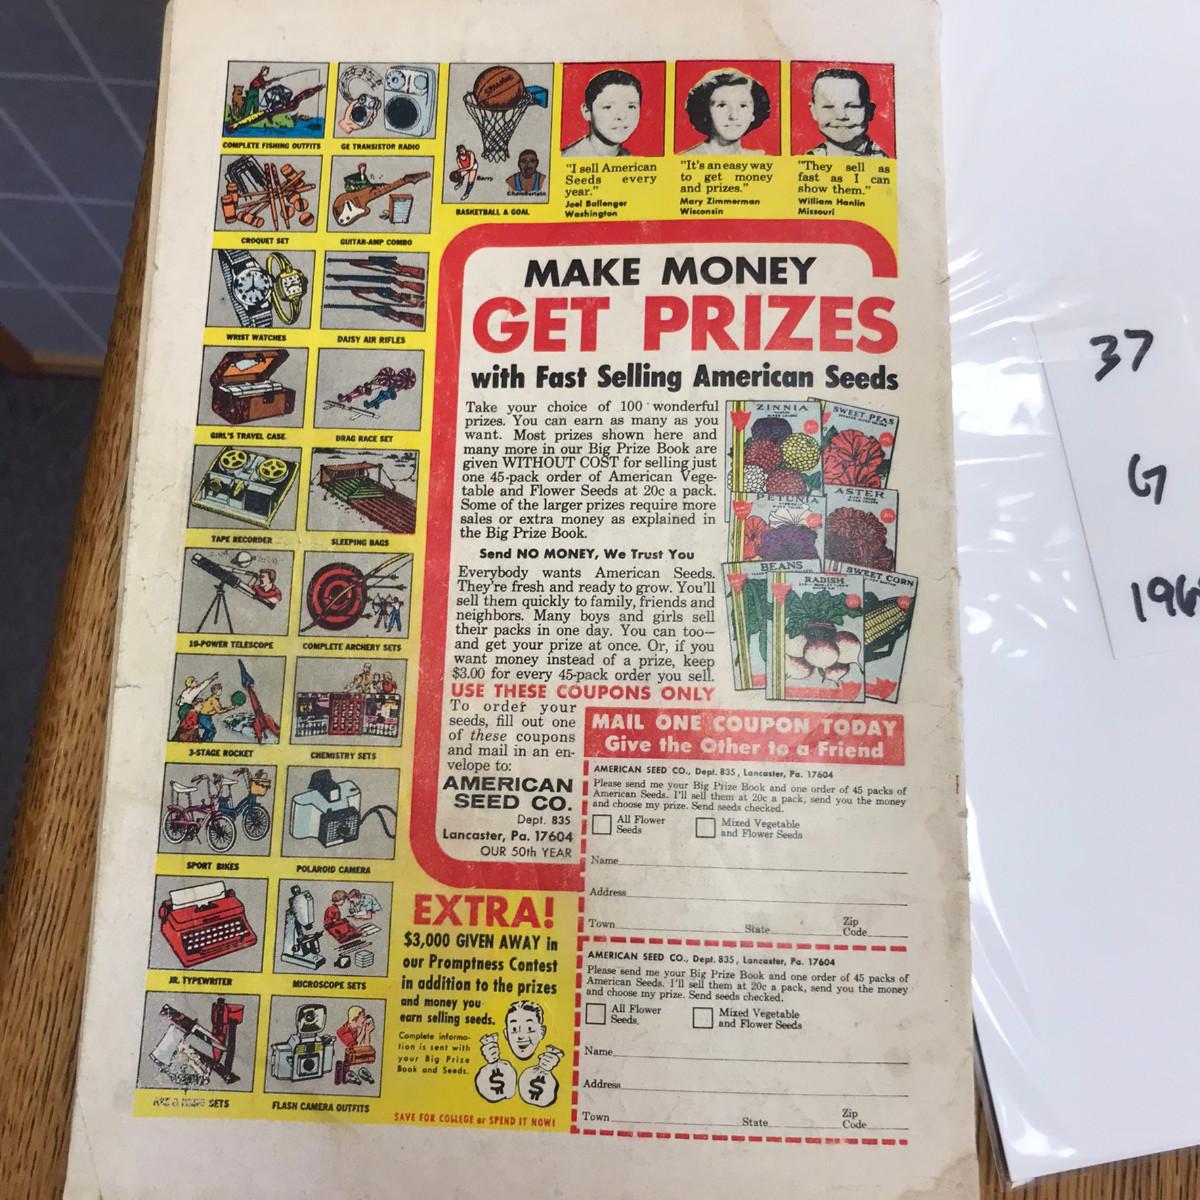 COMPLETE FISHING OUTFITS
GE TRANSISTOR RADIO
SPALDING
Barry
Chamberlain
BASKETBALL & GOAL
CROQUET SET
GUITAR-AMP COMBO
WRIST WATCHES
DAISY AIR RIFLES
GIRL'S TRAVEL CASE
DRAG RACE SET
TAPE RECORDER
SLEEPING BAGS
10-POWER TELESCOPE
COMPLETE ARCHERY SETS
3-STAGE ROCKET
CHEMISTRY SETS
SPORT BIKES
POLAROID CAMERA
JR. TYPEWRITER
MICROSCOPE SETS
SETS
FLASH CAMERA OUTFITS
"I sell American
Seeds every
year."
Joel Ballenger
Washington
"It's an easy way
to get money
and prizes."
Mary Zimmerman
Wisconsin
"They sell as
fast as I can
show them."
William Hanlin
Missouri
MAKE MONEY
GET PRIZES
with Fast Selling American Seeds
Take your choice of 100 wonderful
prizes. You can earn as many as you
want. Most prizes shown here and
many more in our Big Prize Book are
given WITHOUT COST for selling just
one 45-pack order of American Vege-
table and Flower Seeds at 20c a pack.
Some of the larger prizes require more
sales or extra money as explained in
the Big Prize Book.
Send NO MONEY, We Trust You
Everybody wants American Seeds.
They're fresh and ready to grow. You'll
sell them quickly to family, friends and
neighbors. Many boys and girls sell
their packs in one day. You can too—
and get your prize at once. Or, if you
want money instead of a prize, keep
$3.00 for every 45-pack order you sell.
USE THESE COUPONS ONLY
To order your
seeds, fill out one
of these coupons
and mail in an en-
velope to:
AMERICAN
SEED CO.
Dept. 835
Lancaster, Pa. 17604
OUR 50th YEAR
ZINNIA
SWEET PEAS
PETUNIA
ASTER
BEANS
RADISH
SWEET CORN
MAIL ONE COUPON TODAY
Give the Other to a Friend
AMERICAN SEED CO., Dept. 835, Lancaster, Pa. 17604
Please send me your Big Prize Book and one order of 45 packs of
American Seeds. I'll sell them at 20c a pack, send you the money
and choose my prize. Send seeds checked.
All Flower
Seeds
Mixed Vegetable
and Flower Seeds
Name
Address
Town State Zip
Code
AMERICAN SEED CO., Dept. 835, Lancaster, Pa. 17604
Please send me your Big Prize Book and one order of 45 packs of
American Seeds. I'll sell them at 20c a pack, send you the money
and choose my prize. Send seeds checked.
All Flower
Seeds
Mixed Vegetable
and Flower Seeds
Name
Address
Town State Zip
Code
EXTRA!
$3,000 GIVEN AWAY in
our Promptness Contest
in addition to the prizes
and money you
earn selling seeds.
Complete informa-
tion is sent with
your Big Prize
Book and Seeds.
$
$
SAVE FOR COLLEGE or SPEND IT NOW!
37
G